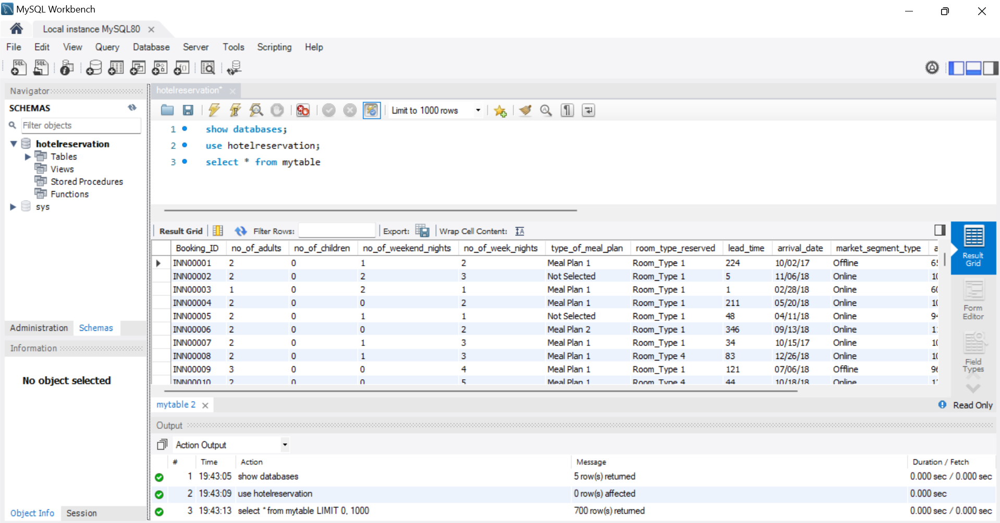 MySQL Workbench
Local instance MySQL80
File Edit View Query Database Server Tools Scripting Help
Navigator
SCHEMAS
Filter objects
hotelreservation
Tables
Views
Stored Procedures
Functions
sys
Administration Schemas
Information
No object selected
Object Info Session
hotelreservation*
Limit to 1000 rows
1 show databases;
2 use hotelreservation;
3 select * from mytable
Result Grid Filter Rows: Export: Wrap Cell Content:
Booking_ID no_of_adults no_of_children no_of_weekend_nights no_of_week_nights type_of_meal_plan room_type_reserved lead_time arrival_date market_segment_type
INN00001 2 0 1 2 Meal Plan 1 Room_Type 1 224 10/02/17 Offline
INN00002 2 0 2 3 Not Selected Room_Type 1 5 11/06/18 Online
INN00003 1 0 2 1 Meal Plan 1 Room_Type 1 1 02/28/18 Online
INN00004 2 0 0 2 Meal Plan 1 Room_Type 1 211 05/20/18 Online
INN00005 2 0 1 1 Not Selected Room_Type 1 48 04/11/18 Online
INN00006 2 0 0 2 Meal Plan 2 Room_Type 1 346 09/13/18 Online
INN00007 2 0 1 3 Meal Plan 1 Room_Type 1 34 10/15/17 Online
INN00008 2 0 1 3 Meal Plan 1 Room_Type 4 83 12/26/18 Online
INN00009 3 0 0 4 Meal Plan 1 Room_Type 1 121 07/06/18 Offline
INN00010 2 0 0 5 Meal Plan 1 Room_Type 4 44 10/18/18 Online
Result
Grid
Form
Editor
Field
Types
mytable 2
Read Only
Output
Action Output
# Time Action Message Duration / Fetch
1 19:43:05 show databases 5 row(s) returned 0.000 sec / 0.000 sec
2 19:43:09 use hotelreservation 0 row(s) affected 0.000 sec
3 19:43:13 select * from mytable LIMIT 0, 1000 700 row(s) returned 0.000 sec / 0.000 sec